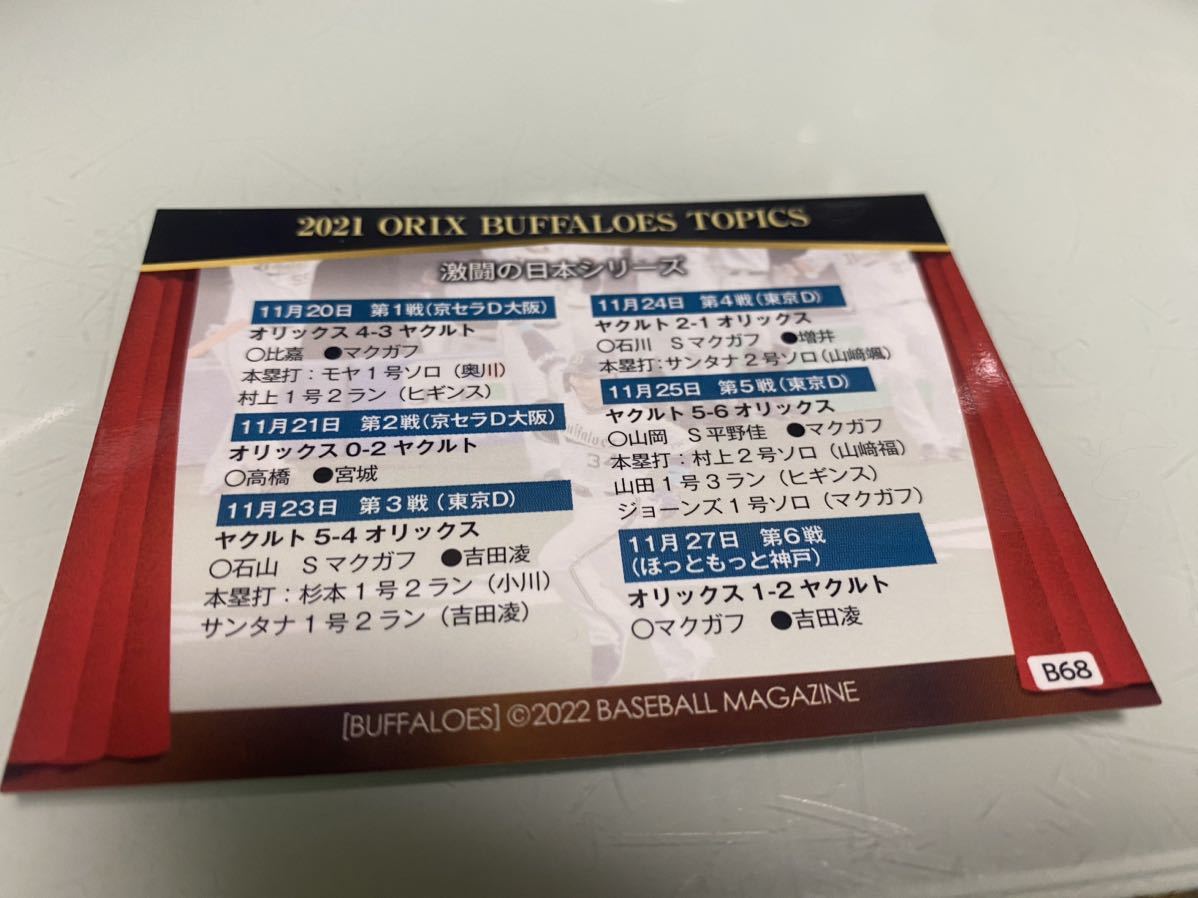 2021 ORIX BUFFALOES TOPICS
激闘の日本シリーズ
11月20日 第1戦(京セラD大阪)
オリックス 4-3 ヤクルト
○比嘉 ●マクガフ
本塁打：モヤ1号ソロ(奥川)
村上1号2ラン(ヒギンス)
11月21日 第2戦(京セラD大阪)
オリックス 0-2 ヤクルト
○高橋 ●宮城
11月23日 第3戦(東京D)
ヤクルト 5-4 オリックス
○石山 Sマクガフ ●吉田凌
本塁打：杉本1号2ラン(小川)
サンタナ1号2ラン(吉田凌)
11月24日 第4戦(東京D)
ヤクルト 2-1 オリックス
○石川 Sマクガフ ●増井
本塁打：サンタナ2号ソロ(山﨑颯)
11月25日 第5戦(東京D)
ヤクルト 5-6 オリックス
○山岡 S平野佳 ●マクガフ
本塁打：村上2号ソロ(山﨑福)
山田1号3ラン(ヒギンス)
ジョーンズ1号ソロ(マクガフ)
11月27日 第6戦
(ほっともっと神戸)
オリックス 1-2 ヤクルト
○マクガフ ●吉田凌
B68
[BUFFALOES] ©2022 BASEBALL MAGAZINE